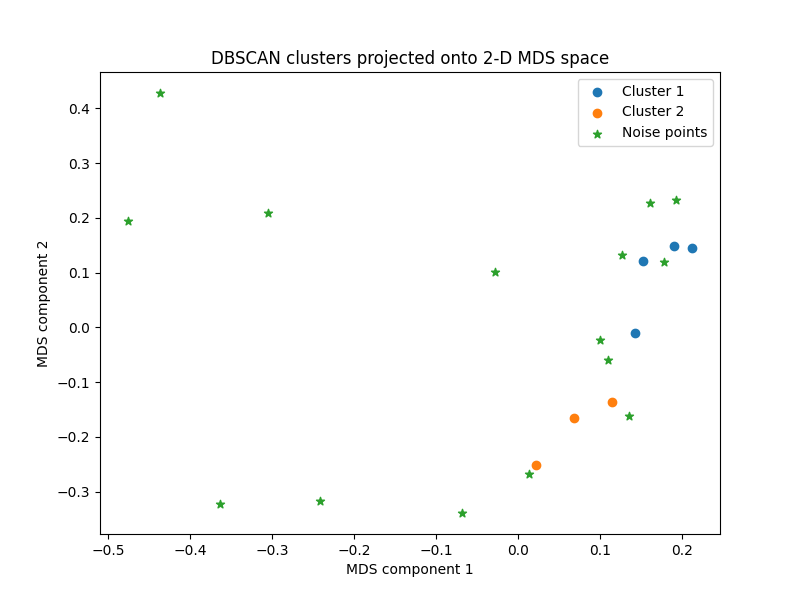 DBSCAN clusters projected onto 2-D MDS space
Cluster 1
Cluster 2
Noise points
0.4
0.3
0.2
0.1
0.0
−0.1
−0.2
−0.3
MDS component 2
−0.5
−0.4
−0.3
−0.2
−0.1
0.0
0.1
0.2
MDS component 1